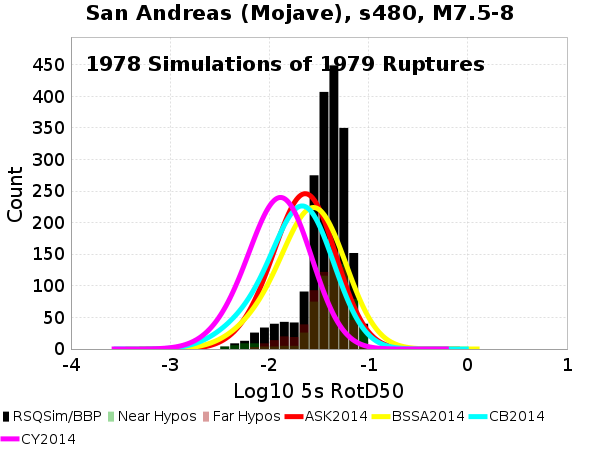 San Andreas (Mojave), s480, M7.5-8
1978 Simulations of 1979 Ruptures
Count
450
400
350
300
250
200
150
100
50
0
-4 -3 -2 -1 0 1
Log10 5s RotD50
RSQSim/BBP Near Hypos Far Hypos ASK2014 BSSA2014 CB2014
CY2014